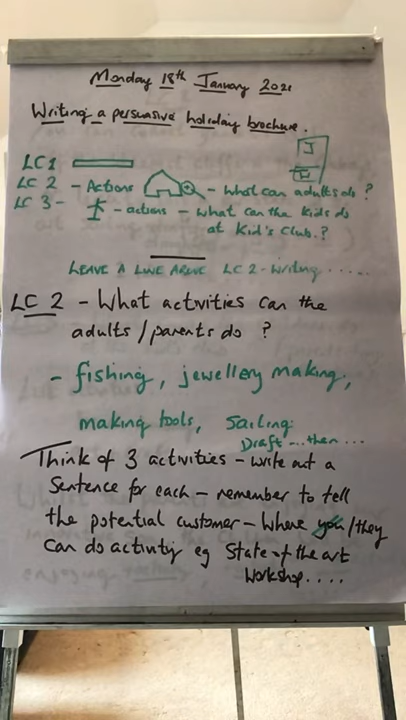 Monday 18th January 2021
Writing a persuasive holiday brochure.
J
LC1
LC 2 - Actions - what can adults do?
LC 3 - - actions - what can the kids do
at Kid's Club.?
LEAVE A LINE ABOVE LC 2 - Writing......
LC 2 - What activities can the
adults/parents do?
- fishing, jewellery making,
making tools, Sailing.
Draft...then...
Think of 3 activities - write out a
Sentence for each - remember to tell
the potential customer - Where you/they
Can do activity eg State of the art
Workshop....